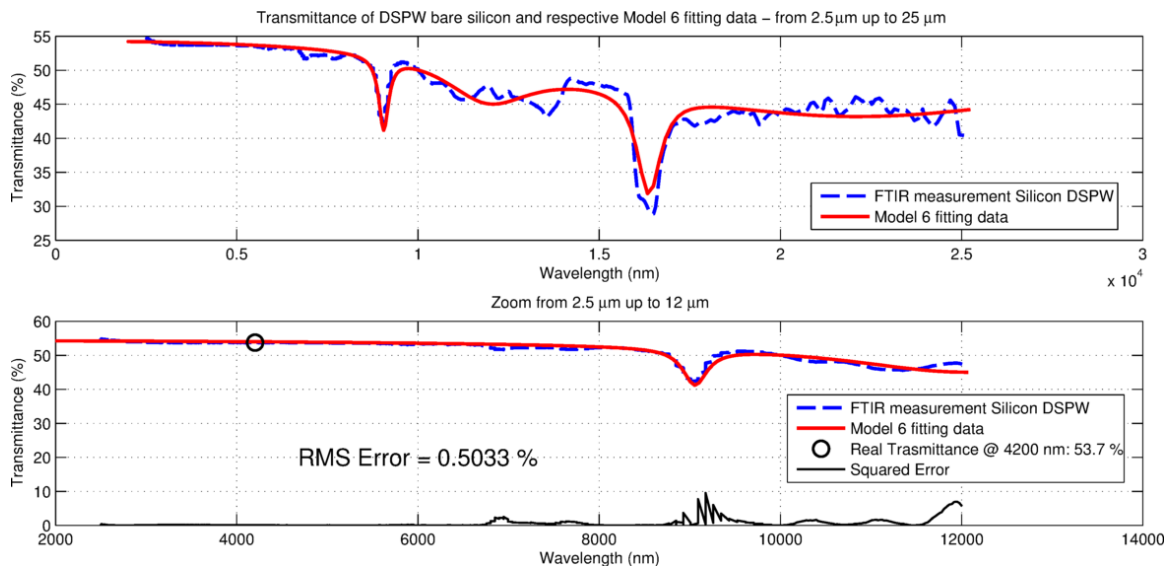 Transmittance of DSPW bare silicon and respective Model 6 fitting data – from 2.5μm up to 25 μm
55
50
45
40
35
30
25
Transmittance (%)
0 0.5 1 1.5 2 2.5 3
x 10⁴
Wavelength (nm)
FTIR measurement Silicon DSPW
Model 6 fitting data
Zoom from 2.5 μm up to 12 μm
60
50
40
30
20
10
0
Transmittance (%)
2000 4000 6000 8000 10000 12000 14000
Wavelength (nm)
RMS Error = 0.5033 %
FTIR measurement Silicon DSPW
Model 6 fitting data
Real Trasmittance @ 4200 nm: 53.7 %
Squared Error